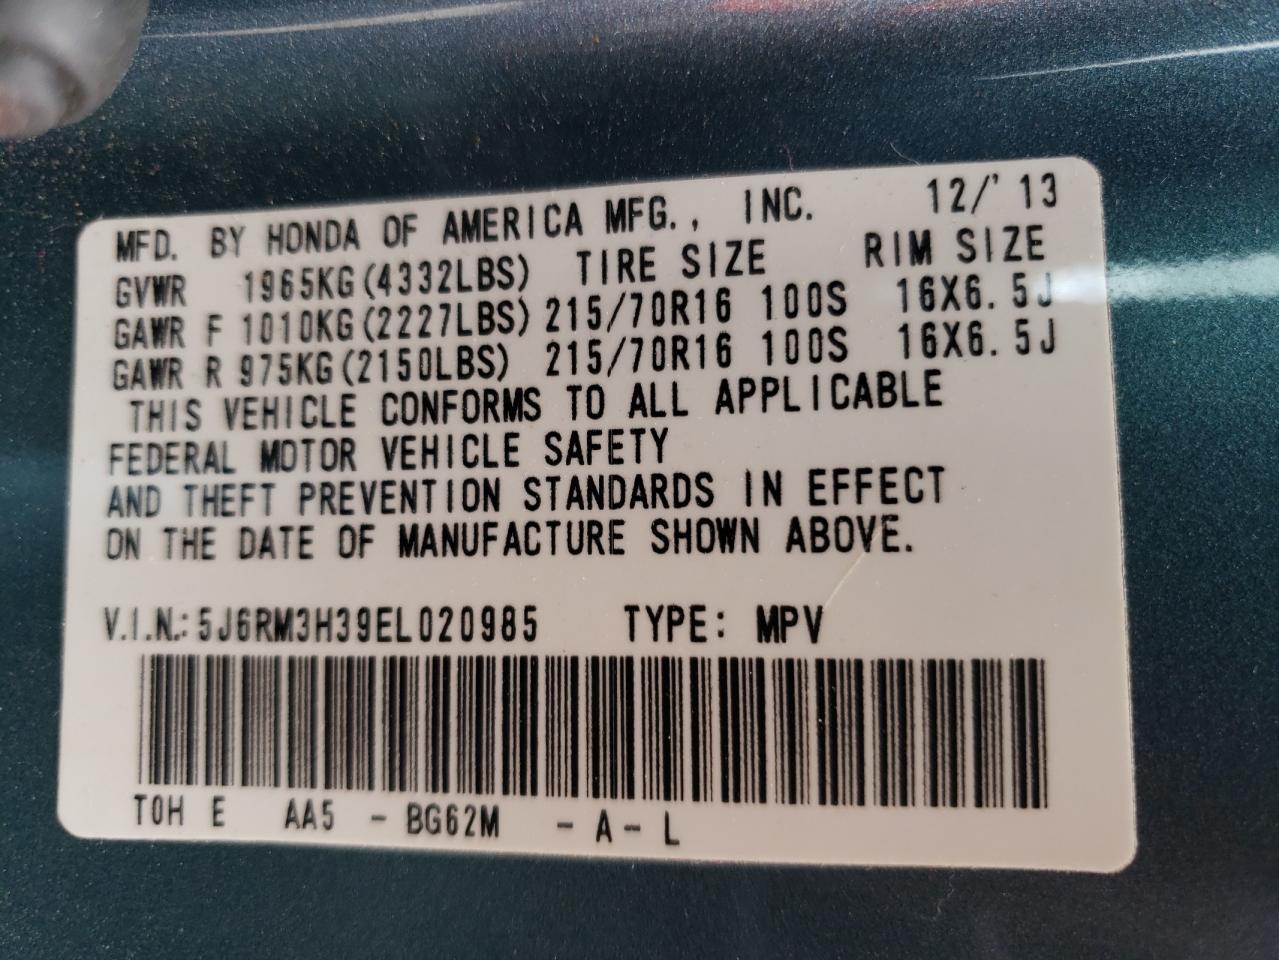 MFD. BY HONDA OF AMERICA MFG., INC. 12/'13
GVWR 1965KG(4332LBS) TIRE SIZE RIM SIZE
GAWR F 1010KG(2227LBS) 215/70R16 100S 16X6.5J
GAWR R 975KG(2150LBS) 215/70R16 100S 16X6.5J
THIS VEHICLE CONFORMS TO ALL APPLICABLE
FEDERAL MOTOR VEHICLE SAFETY
AND THEFT PREVENTION STANDARDS IN EFFECT
ON THE DATE OF MANUFACTURE SHOWN ABOVE.
V.I.N.: 5J6RM3H39EL020985 TYPE: MPV
TOH E AA5 - BG62M - A - L